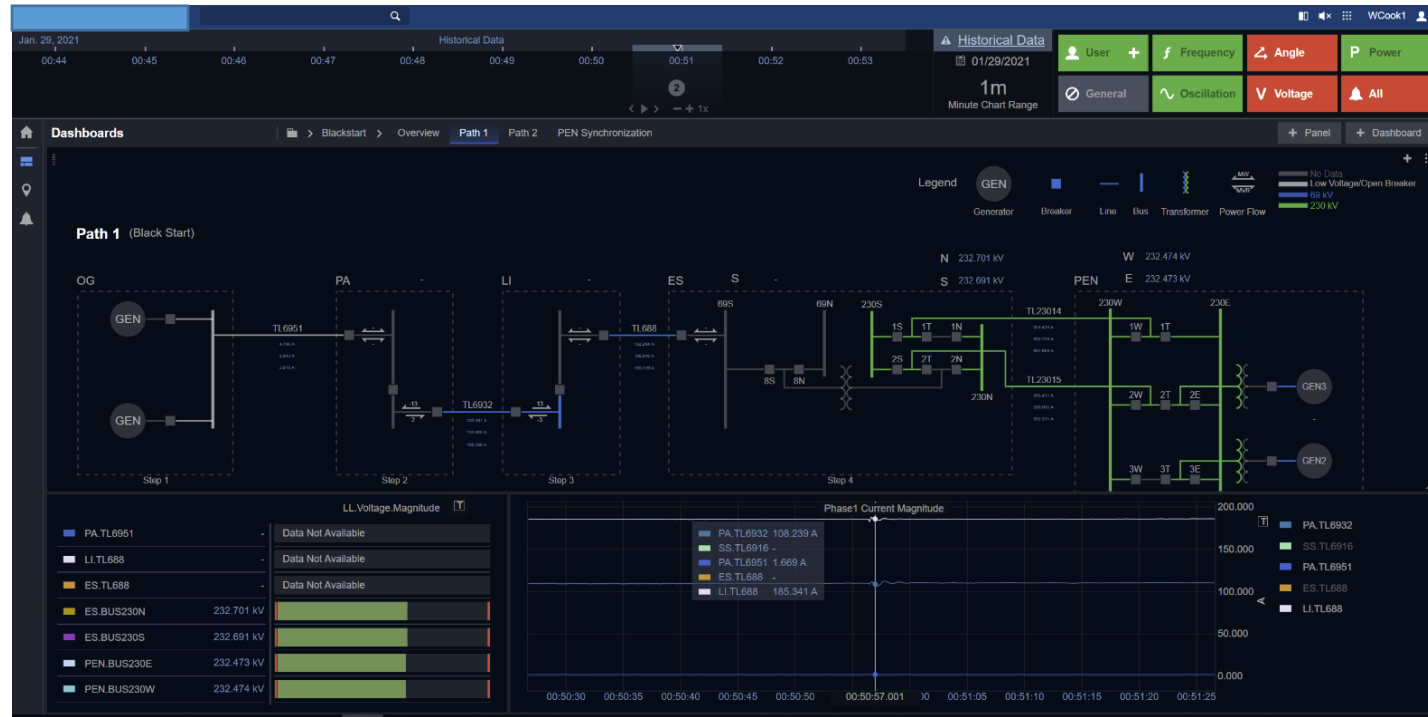 WCook1
Jan. 29, 2021
Historical Data
00:44 00:45 00:46 00:47 00:48 00:49 00:50 00:51 00:52 00:53
2
1x
Historical Data
01/29/2021
1m
Minute Chart Range
User + Frequency Angle P Power
General Oscillation V Voltage All
Dashboards
Blackstart > Overview Path 1 Path 2 PEN Synchronization
+ Panel + Dashboard
Legend GEN
Generator Breaker Line Bus Transformer Power Flow
MW
MVR
No Data
Low Voltage/Open Breaker
69 kV
230 kV
Path 1 (Black Start)
N 232.701 kV
S 232.691 kV
W 232.474 kV
E 232.473 kV
OG PA - LI - ES S - PEN
69S 69N 230S 230W 230E
GEN TL6951 TL688 TL23014
1S 1T 1N 1W 1T
2S 2T 2N
8S 8N 230N TL23015
2W 2T 2E GEN3
-
GEN -13 2 TL6932 13 -3
3W 3T 3E GEN2
Step 1 Step 2 Step 3 Step 4
LL.Voltage.Magnitude T
PA.TL6951 - Data Not Available
LI.TL688 - Data Not Available
ES.TL688 - Data Not Available
ES.BUS230N 232.701 kV
ES.BUS230S 232.691 kV
PEN.BUS230E 232.473 kV
PEN.BUS230W 232.474 kV
Phase1 Current Magnitude
PA.TL6932 108.239 A
SS.TL6916 -
PA.TL6951 1.669 A
ES.TL688 -
LI.TL688 185.341 A
200.000
150.000
100.000
50.000
0.000
A
T
PA.TL6932
SS.TL6916
PA.TL6951
ES.TL688
LI.TL688
00:50:30 00:50:35 00:50:40 00:50:45 00:50:50 00:50:57.001 00:51:05 00:51:10 00:51:15 00:51:20 00:51:25